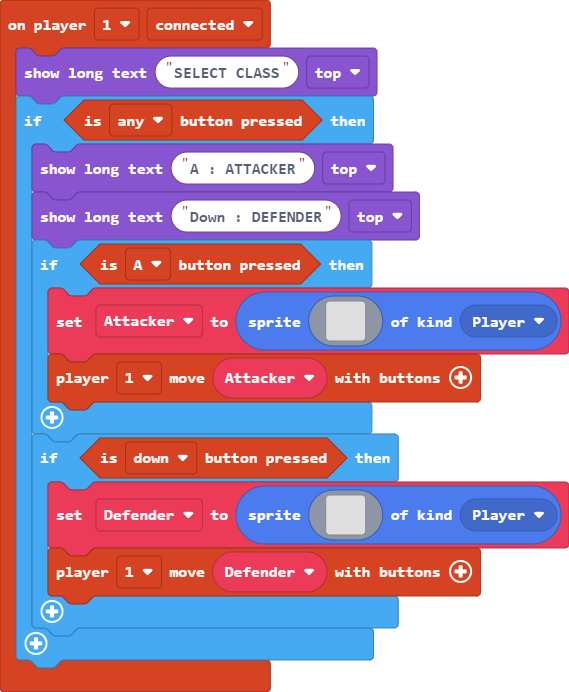 on player 1 connected
show long text "SELECT CLASS" top
if is any button pressed then
show long text "A : ATTACKER" top
show long text "Down : DEFENDER" top
if is A button pressed then
set Attacker to sprite of kind Player
player 1 move Attacker with buttons
if is down button pressed then
set Defender to sprite of kind Player
player 1 move Defender with buttons